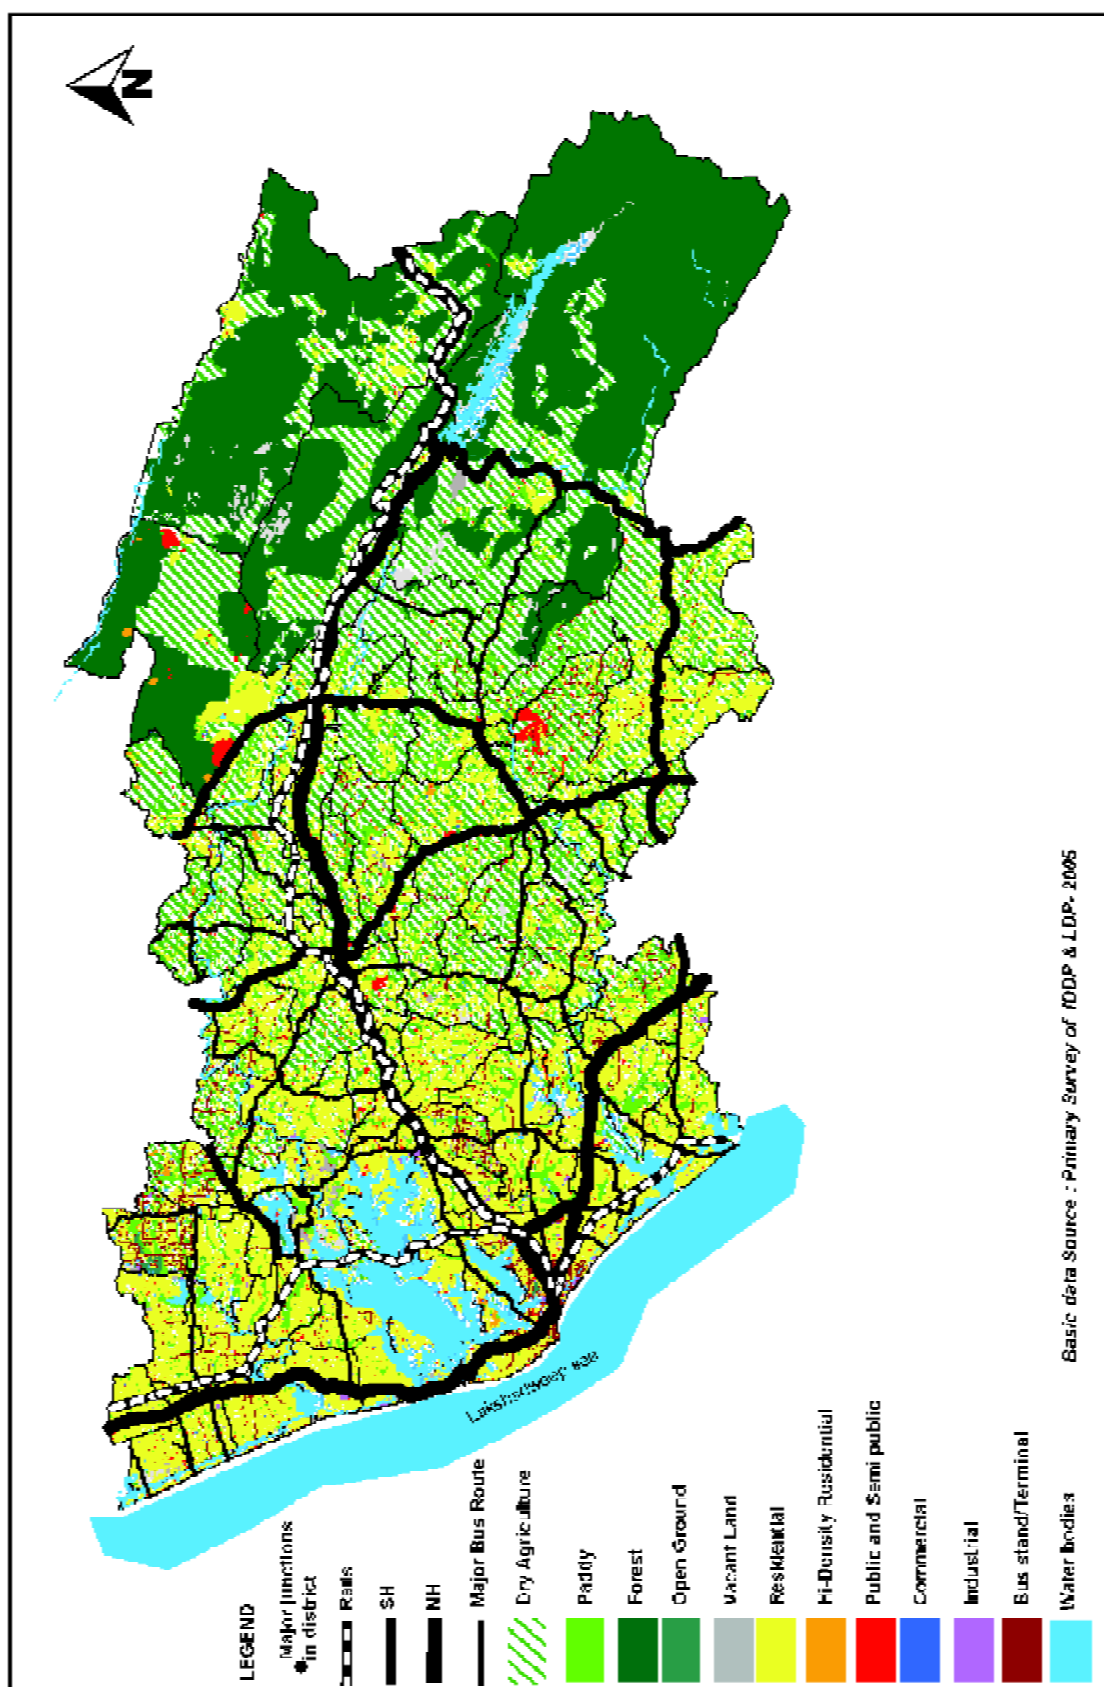 N
Lakshadweep sea
LEGEND
Major Junctions
in district
Rails
SH
NH
Major Bus Route
Dry Agriculture
Paddy
Forest
Open Ground
Vacant Land
Residential
Hi-Density Residential
Public and Semi public
Commercial
Industrial
Bus stand/Terminal
Water bodies
Basic data Source : Primary Survey of IDDP & LDP- 2005